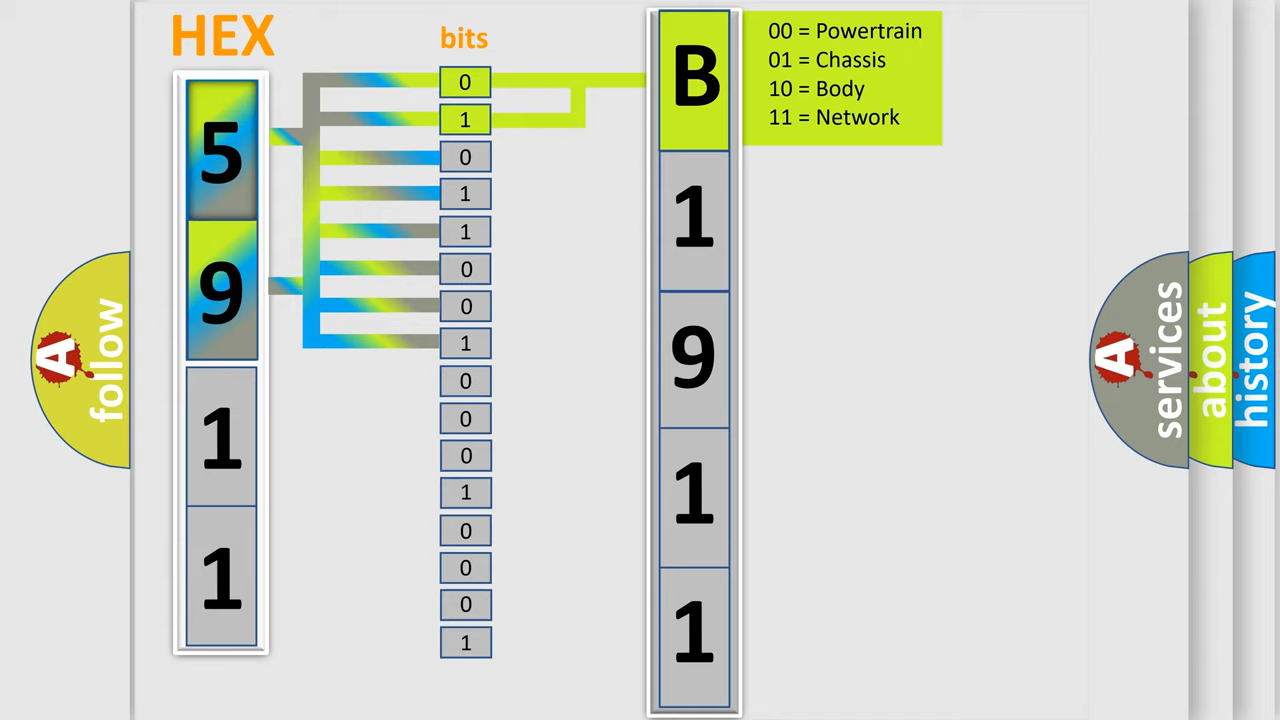 HEX
bits
5
9
1
1
0
1
0
1
1
0
0
1
0
0
0
1
0
0
0
1
B
1
9
1
1
00 = Powertrain
01 = Chassis
10 = Body
11 = Network
A
follow
A
services
about
history